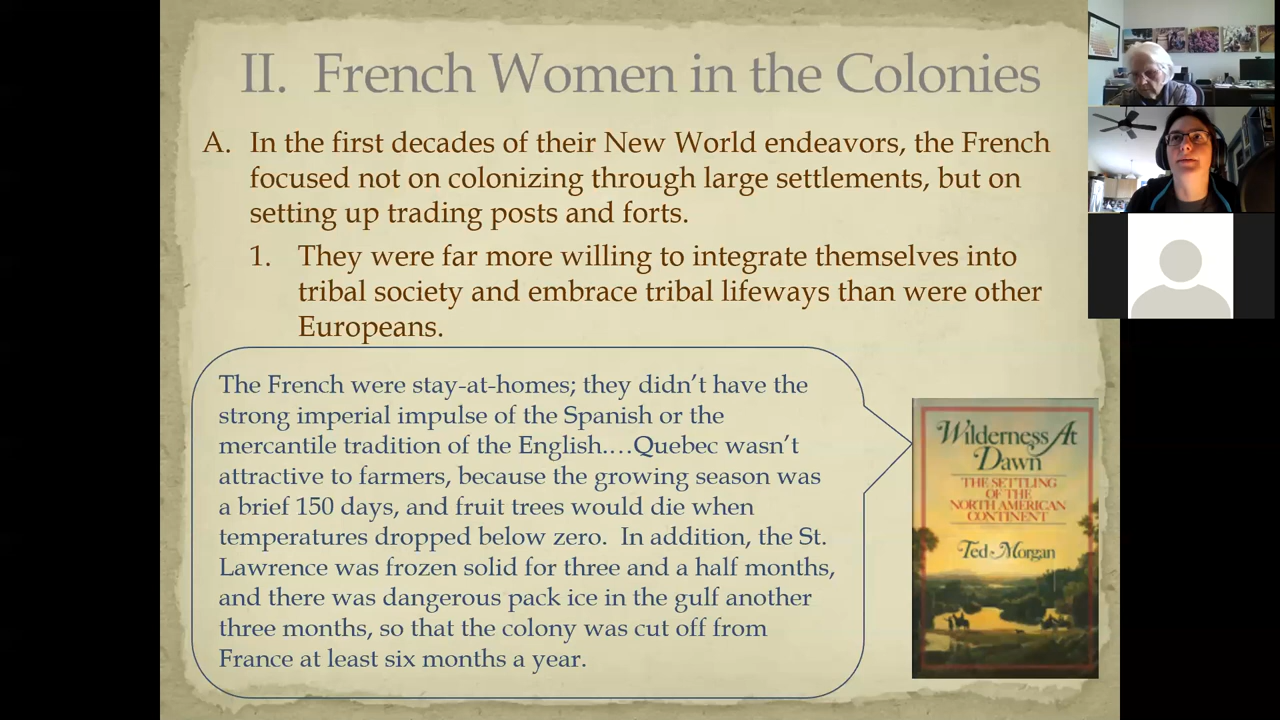 II. French Women in the Colonies
A. In the first decades of their New World endeavors, the French
focused not on colonizing through large settlements, but on
setting up trading posts and forts.
1. They were far more willing to integrate themselves into
tribal society and embrace tribal lifeways than were other
Europeans.
The French were stay-at-homes; they didn’t have the
strong imperial impulse of the Spanish or the
mercantile tradition of the English.…Quebec wasn’t
attractive to farmers, because the growing season was
a brief 150 days, and fruit trees would die when
temperatures dropped below zero. In addition, the St.
Lawrence was frozen solid for three and a half months,
and there was dangerous pack ice in the gulf another
three months, so that the colony was cut off from
France at least six months a year.
Wilderness At
Dawn
THE SETTLING
OF THE
NORTH AMERICAN
CONTINENT
Ted Morgan